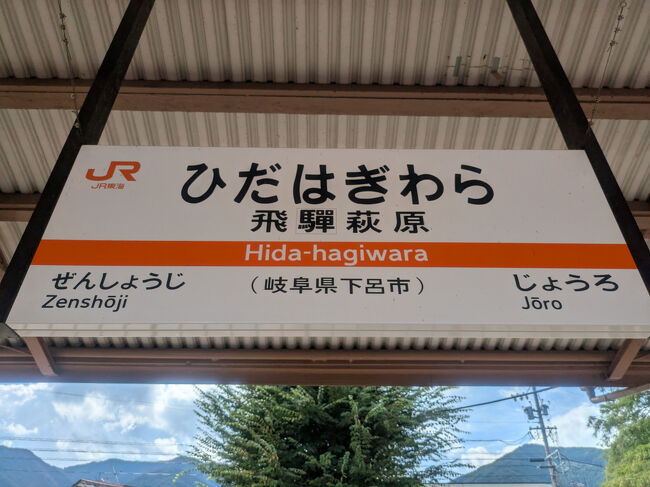 JR
JR東海
ひだはぎわら
飛驒萩原
Hida-hagiwara
ぜんしょうじ
Zenshōji
（岐阜県下呂市）
じょうろ
Jōro